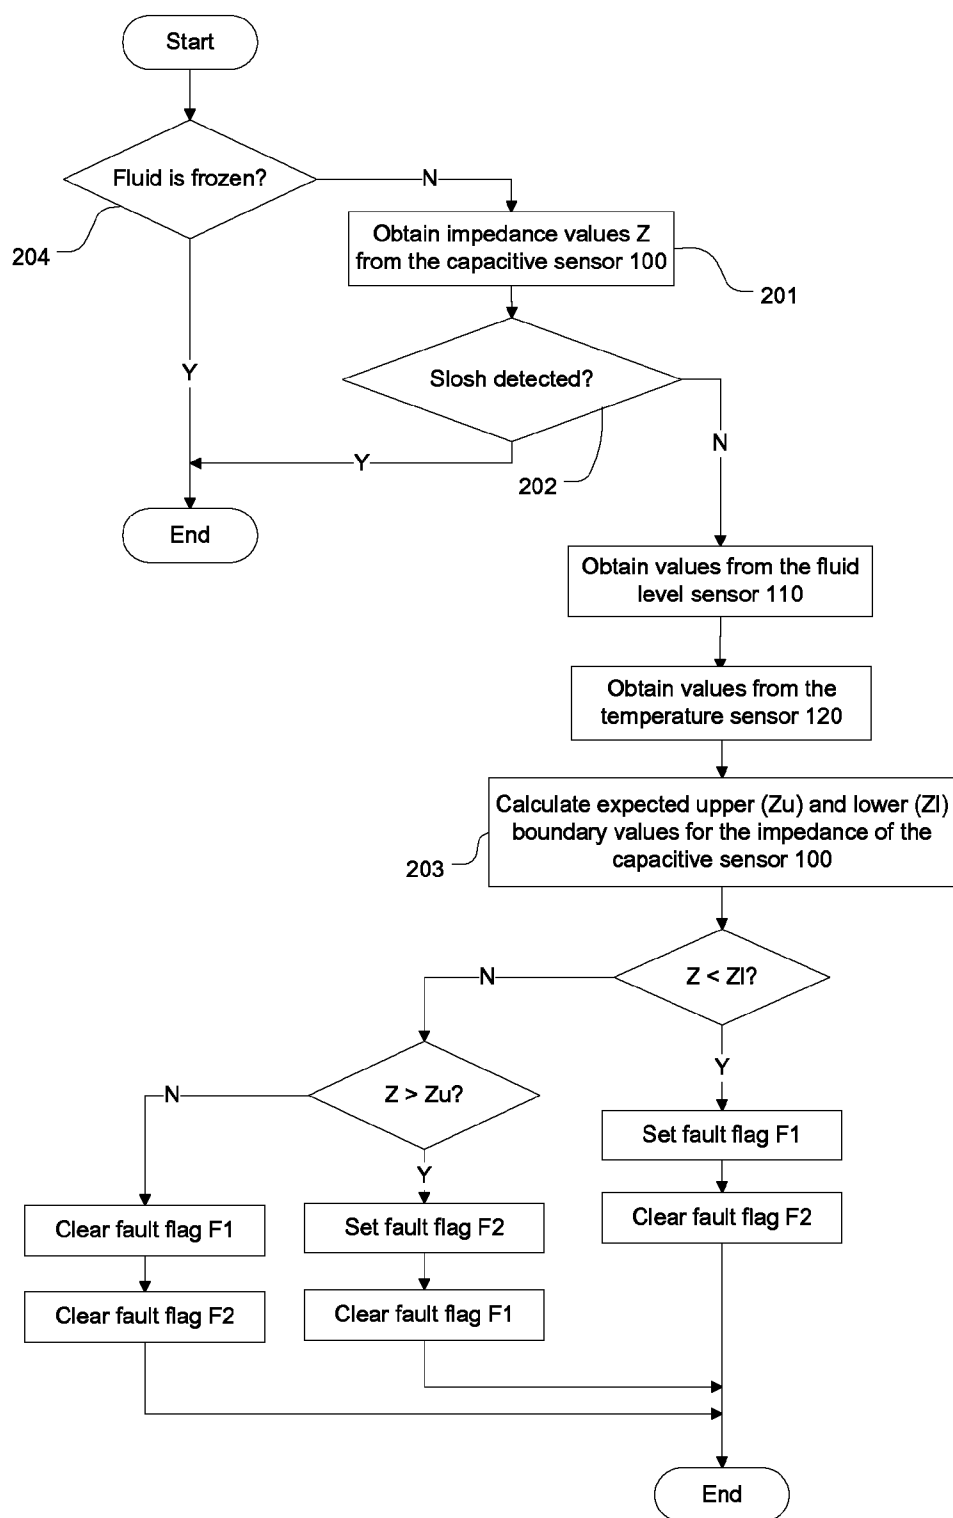 Start
Fluid is frozen?
N
204
Obtain impedance values Z
from the capacitive sensor 100
201
Y
Slosh detected?
N
Y
202
End
Obtain values from the fluid
level sensor 110
Obtain values from the
temperature sensor 120
Calculate expected upper (Zu) and lower (Zl)
boundary values for the impedance of the
capacitive sensor 100
203
Z < Zl?
N
Y
Z > Zu?
N
Y
Set fault flag F1
Clear fault flag F2
Clear fault flag F1
Clear fault flag F2
Set fault flag F2
Clear fault flag F1
End